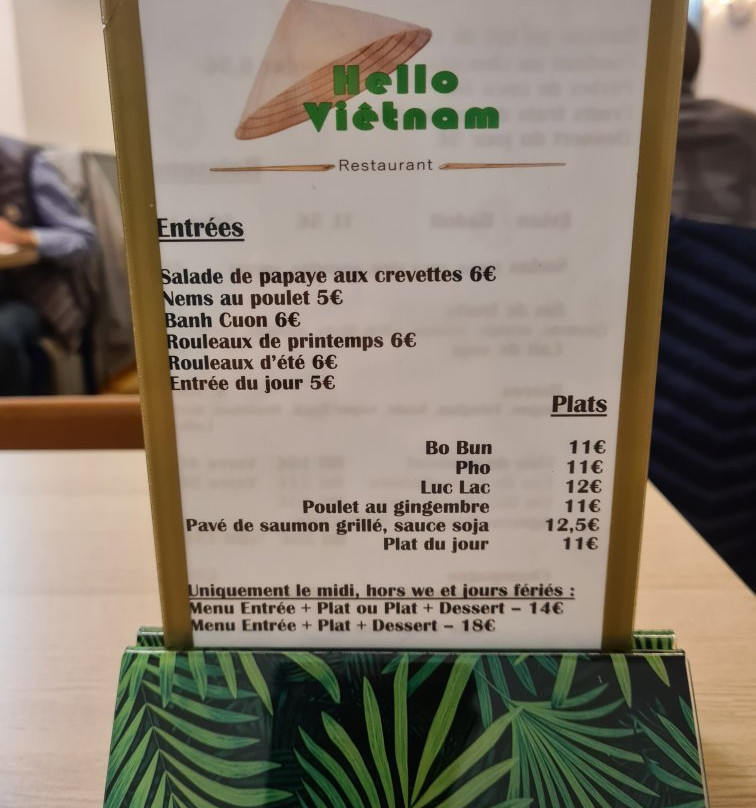 Hello
Viêtnam
Restaurant
Entrées
Salade de papaye aux crevettes 6€
Nems au poulet 5€
Banh Cuon 6€
Rouleaux de printemps 6€
Rouleaux d'été 6€
Entrée du jour 5€
Plats
Bo Bun 11€
Pho 11€
Luc Lac 12€
Poulet au gingembre 11€
Pavé de saumon grillé, sauce soja 12,5€
Plat du jour 11€
Uniquement le midi, hors we et jours fériés :
Menu Entrée + Plat ou Plat + Dessert – 14€
Menu Entrée + Plat + Dessert – 18€